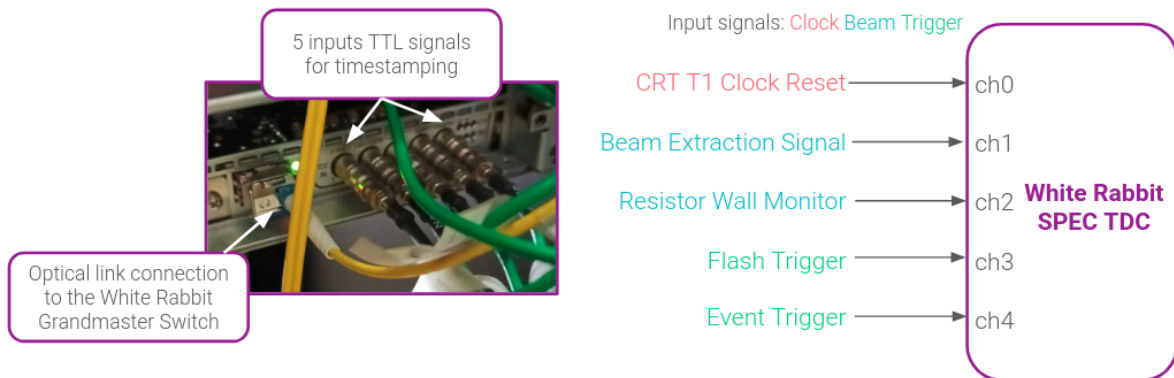 5 inputs TTL signals
for timestamping
Optical link connection
to the White Rabbit
Grandmaster Switch
Input signals: Clock Beam Trigger
CRT T1 Clock Reset
ch0
Beam Extraction Signal
ch1
Resistor Wall Monitor
ch2
Flash Trigger
ch3
Event Trigger
ch4
White Rabbit
SPEC TDC